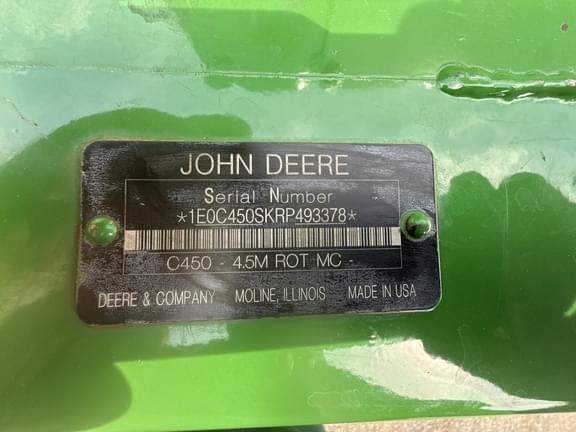 JOHN DEERE
Serial Number
*1E0C450SKRP493378*
C450 - 4.5M ROT MC -
DEERE & COMPANY MOLINE, ILLINOIS MADE IN USA